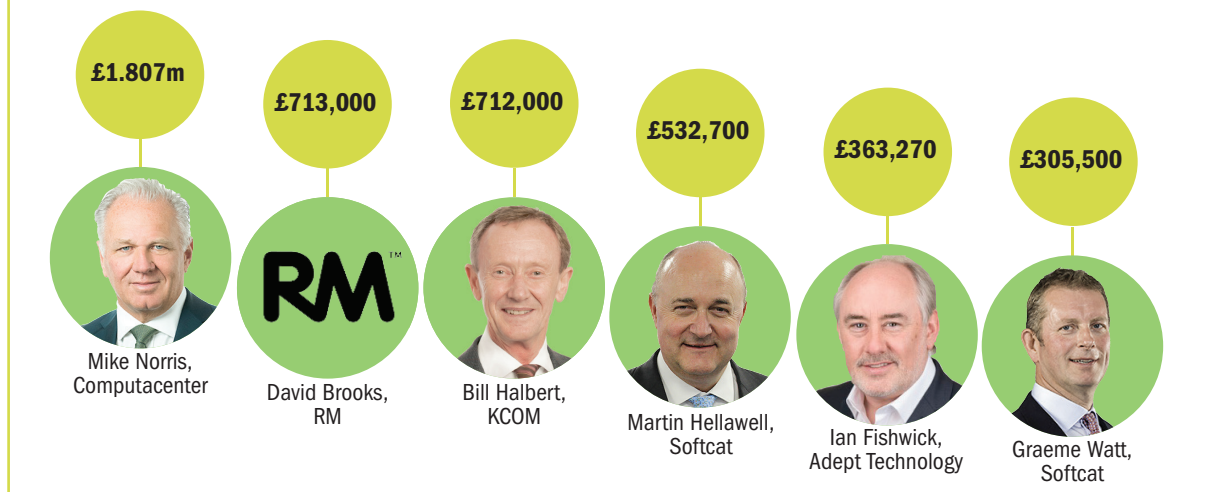 £1.807m
£713,000
£712,000
£532,700
£363,270
£305,500
RM™
Mike Norris,
Computacenter
David Brooks,
RM
Bill Halbert,
KCOM
Martin Hellawell,
Softcat
Ian Fishwick,
Adept Technology
Graeme Watt,
Softcat